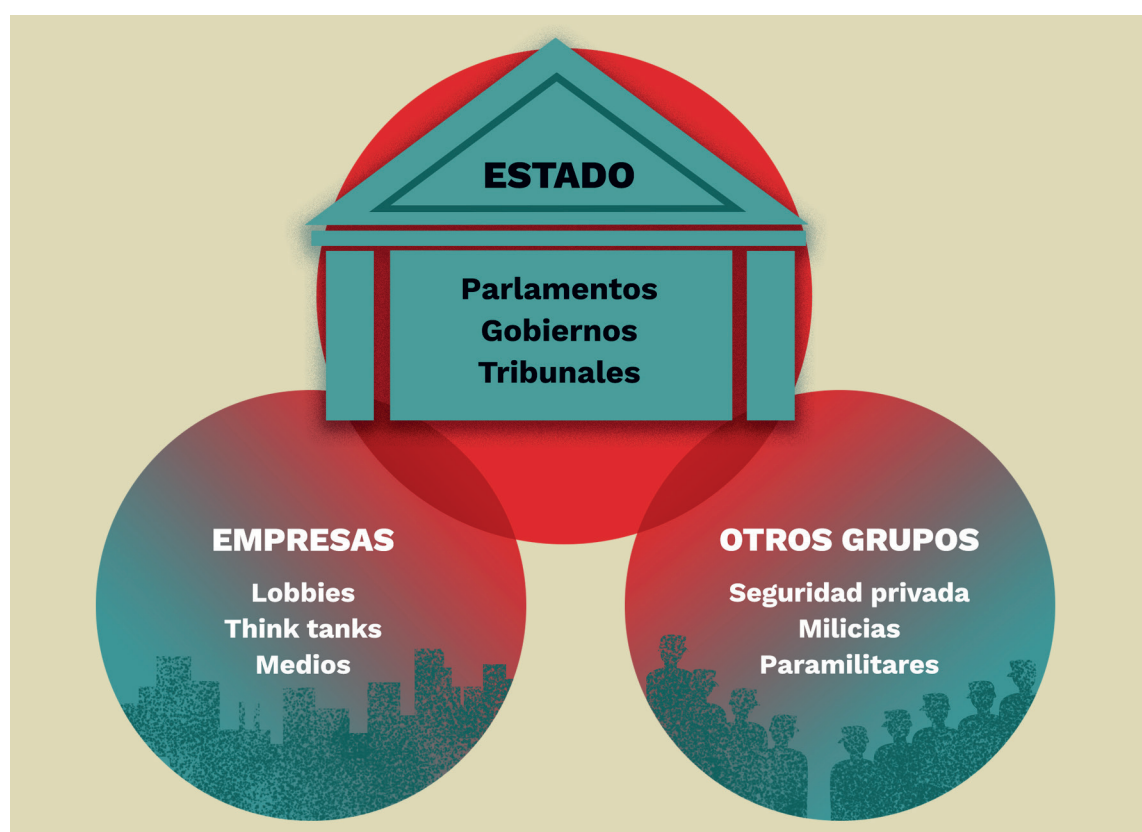 ESTADO
Parlamentos
Gobiernos
Tribunales
EMPRESAS
Lobbies
Think tanks
Medios
OTROS GRUPOS
Seguridad privada
Milicias
Paramilitares